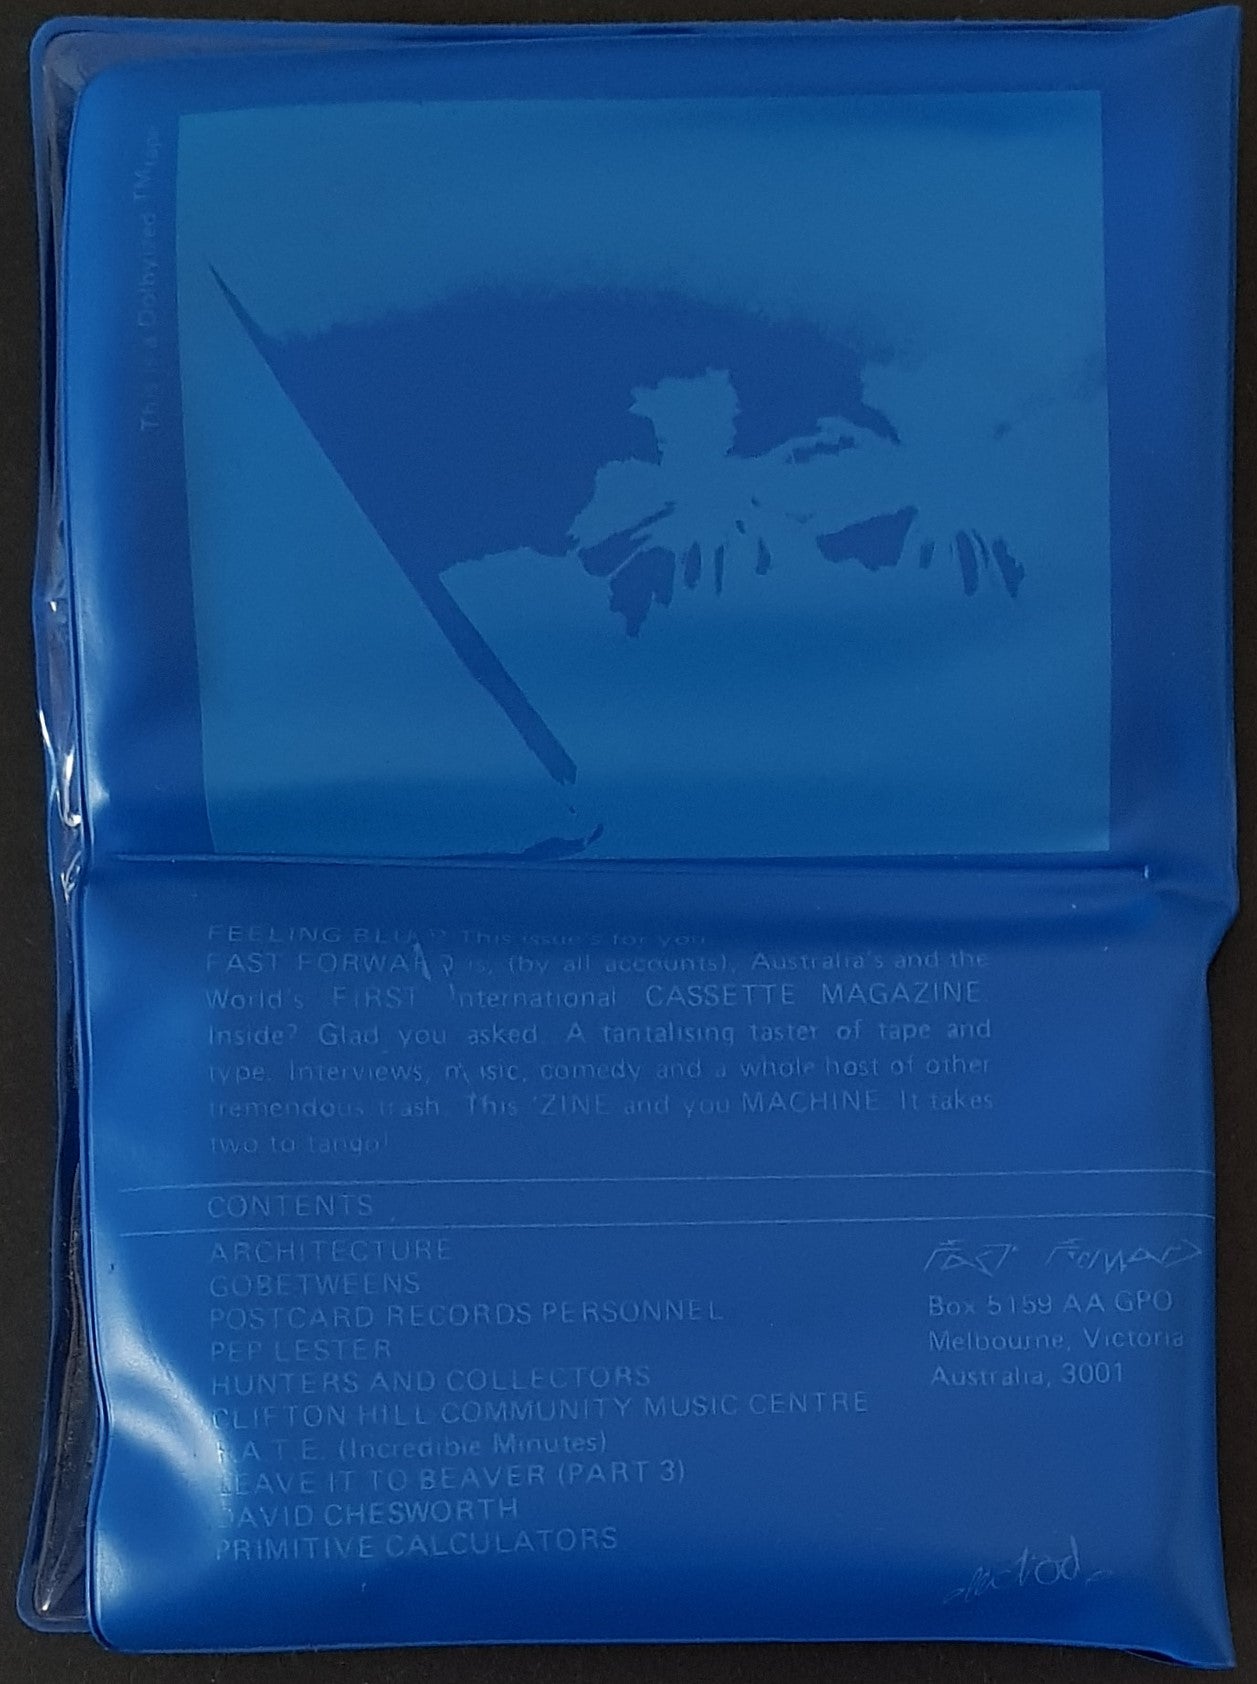 This is a Dolbyized TM tape
FEELING BLUE? This issue's for you
FAST FORWARD is, (by all accounts), Australia's and the
World's FIRST International CASSETTE MAGAZINE.
Inside? Glad you asked. A tantalising taster of tape and
type. Interviews, music, comedy and a whole host of other
tremendous trash. This 'ZINE and you MACHINE. It takes
two to tango!
CONTENTS
ARCHITECTURE
GOBETWEENS
POSTCARD RECORDS PERSONNEL
PEP LESTER
HUNTERS AND COLLECTORS
CLIFTON HILL COMMUNITY MUSIC CENTRE
(Incredible Minutes)
LEAVE IT TO BEAVER (PART 3)
DAVID CHESWORTH
PRIMITIVE CALCULATORS
FAST FORWARD
Box 5159 AA GPO
Melbourne, Victoria
Australia, 3001